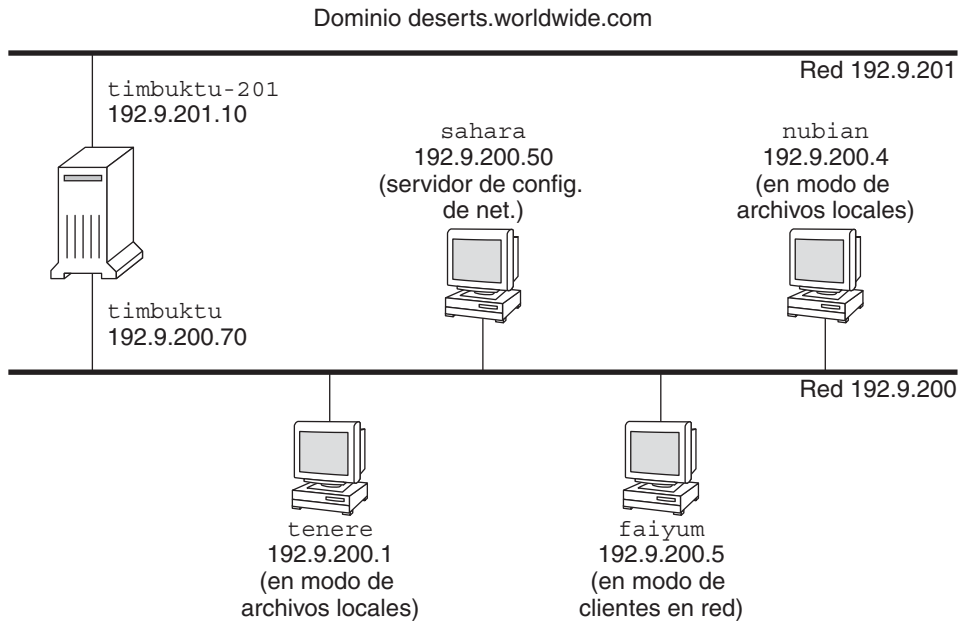 Dominio deserts.worldwide.com
Red 192.9.201
timbuktu-201
192.9.201.10
sahara
192.9.200.50
(servidor de config.
de net.)
nubian
192.9.200.4
(en modo de
archivos locales)
timbuktu
192.9.200.70
Red 192.9.200
tenere
192.9.200.1
(en modo de
archivos locales)
faiyum
192.9.200.5
(en modo de
clientes en red)